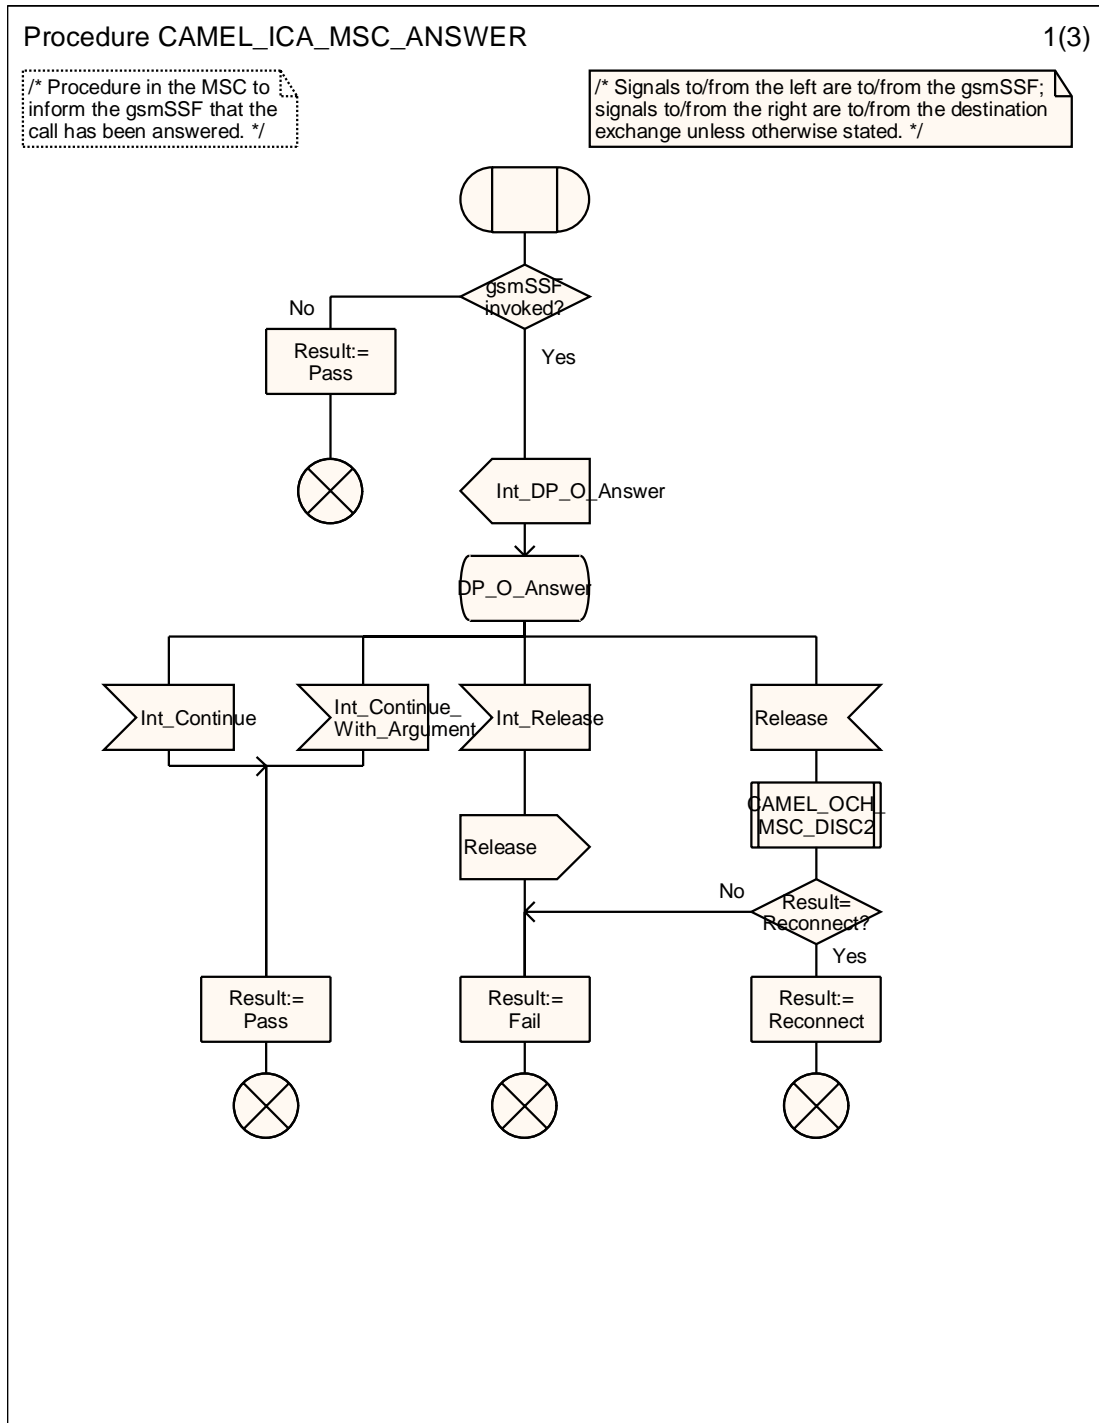 Procedure CAMEL_ICA_MSC_ANSWER
1(3)
/* Procedure in the MSC to
inform the gsmSSF that the
call has been answered. */
/* Signals to/from the left are to/from the gsmSSF;
signals to/from the right are to/from the destination
exchange unless otherwise stated. */
gsmSSF
invoked?
No
Yes
Result:=
Pass
Int_DP_O_Answer
DP_O_Answer
Int_Continue
Int_Continue_
With_Argument
Int_Release
Release
CAMEL_OCH_
MSC_DISC2
Release
No
Result=
Reconnect?
Yes
Result:=
Pass
Result:=
Fail
Result:=
Reconnect